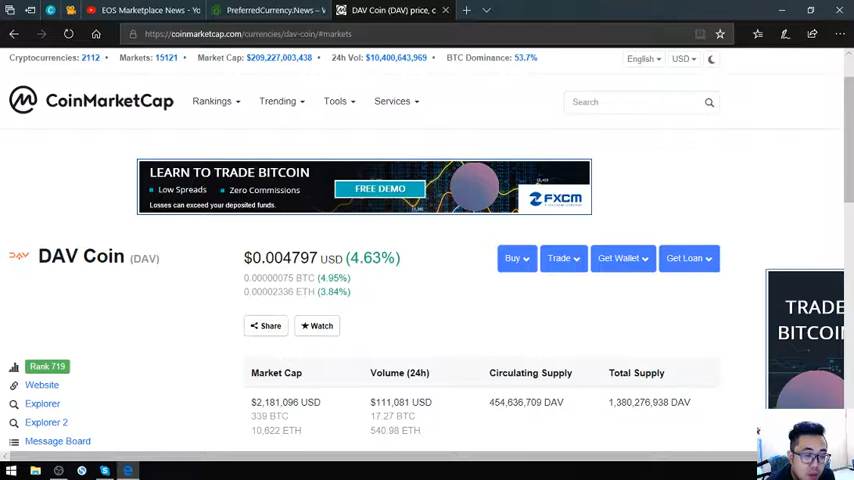 EOS Marketplace News - Yo
PreferredCurrency.News –
DAV Coin (DAV) price, c
https://coinmarketcap.com/currencies/dav-coin/#markets
Cryptocurrencies: 2112 Markets: 15121 Market Cap: $209,227,003,438 24h Vol: $10,400,643,969 BTC Dominance: 53.7%
English USD
CoinMarketCap
Rankings Trending Tools Services
Search
LEARN TO TRADE BITCOIN
Low Spreads Zero Commissions
FREE DEMO
Losses can exceed your deposited funds.
FXCM
DAV Coin (DAV)
$0.004797 USD (4.63%)
0.00000075 BTC (4.95%)
0.00002336 ETH (3.84%)
Buy Trade Get Wallet Get Loan
Share Watch
TRADE
BITCOIN
Rank 719
Website
Explorer
Explorer 2
Message Board
Market Cap Volume (24h) Circulating Supply Total Supply
$2,181,096 USD $111,081 USD 454,636,709 DAV 1,380,276,938 DAV
339 BTC 17.27 BTC
10,622 ETH 540.98 ETH